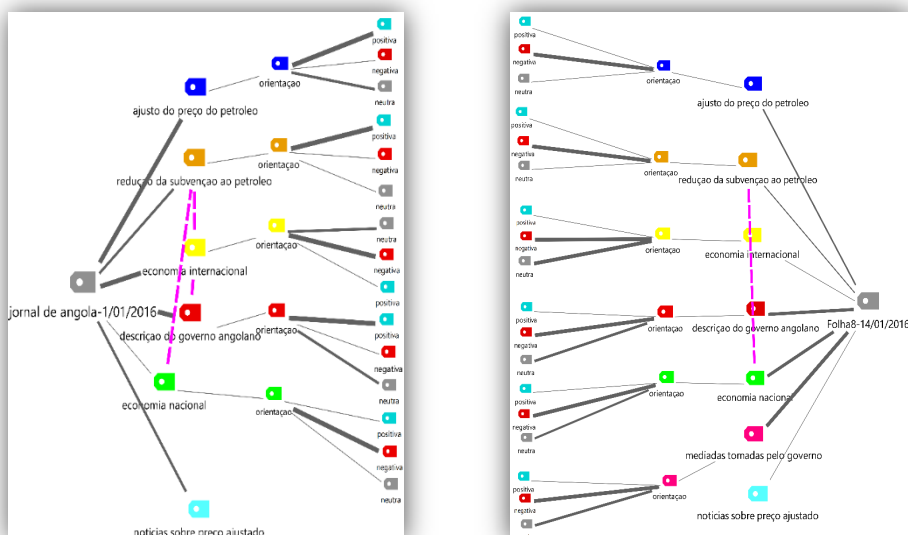 positiva
negativa
neutra
orientaçao
ajusto do preço do petroleo
positiva
negativa
neutra
orientaçao
redução da subvençao ao petroleo
neutra
negativa
positiva
orientaçao
economia internacional
jornal de angola-1/01/2016
positiva
negativa
neutra
orientaçao
descriçao do governo angolano
positiva
negativa
neutra
orientaçao
economia nacional
noticias sobre preço ajustado
positiva
negativa
neutra
orientaçao
ajusto do preço do petroleo
positiva
negativa
neutra
orientaçao
redução da subvençao ao petroleo
positiva
negativa
neutra
orientaçao
economia internacional
positiva
negativa
neutra
orientaçao
descriçao do governo angolano
Folha8-14/01/2016
positiva
negativa
neutra
orientaçao
economia nacional
mediadas tomadas pelo governo
positiva
negativa
neutra
orientaçao
noticias sobre preço ajustado